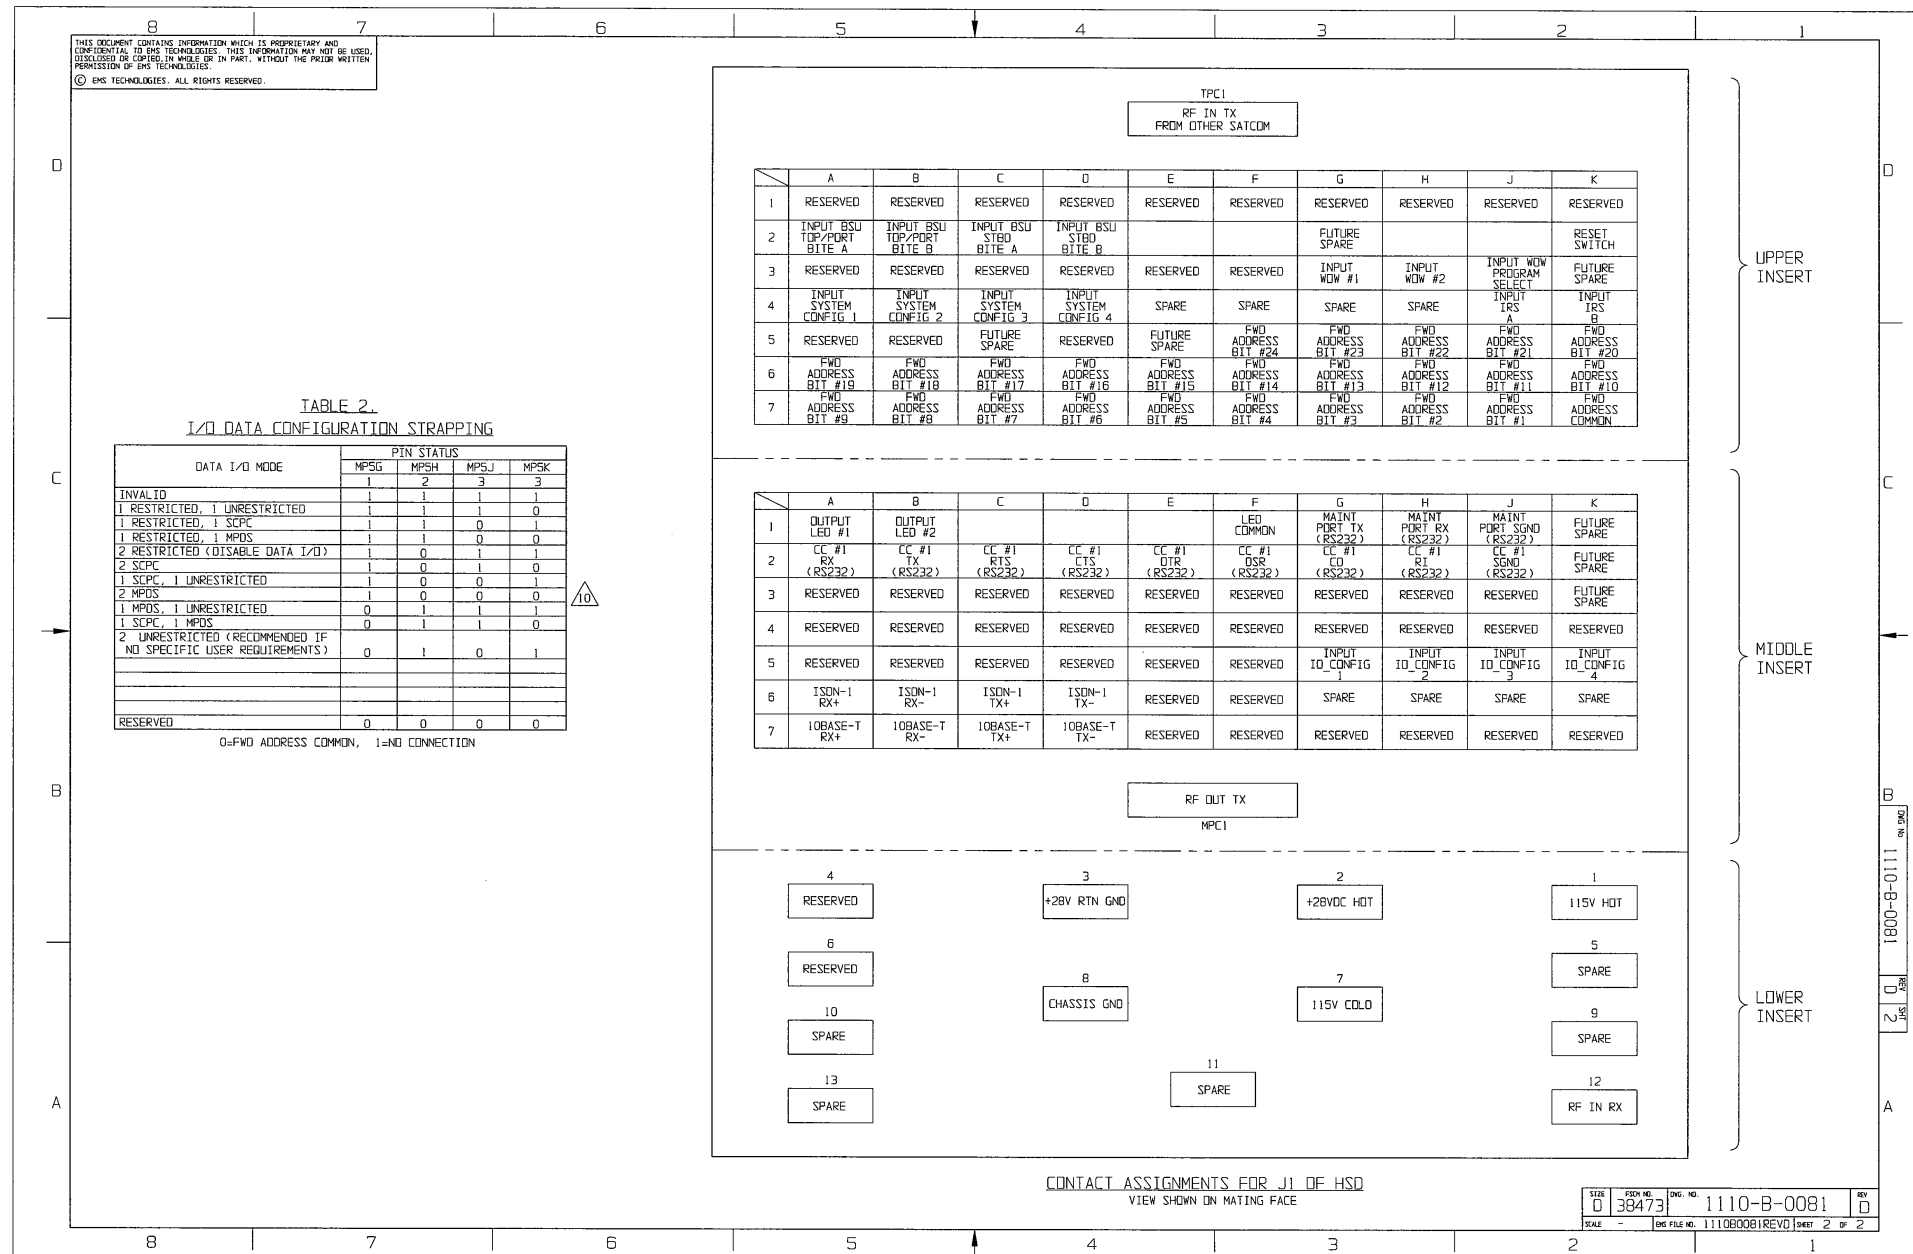 8 7 6 5 4 3 2 1
THIS DOCUMENT CONTAINS INFORMATION WHICH IS PROPRIETARY AND
CONFIDENTIAL TO EMS TECHNOLOGIES. THIS INFORMATION MAY NOT BE USED,
DISCLOSED OR COPIED, IN WHOLE OR IN PART, WITHOUT THE PRIOR WRITTEN
PERMISSION OF EMS TECHNOLOGIES.
© EMS TECHNOLOGIES. ALL RIGHTS RESERVED.
D
C
B
A
TABLE 2.
I/O DATA CONFIGURATION STRAPPING
DATA I/O MODE PIN STATUS
MP5G MP5H MP5J MP5K
1 2 3 3
INVALID 1 1 1 1
1 RESTRICTED, 1 UNRESTRICTED 1 1 1 0
1 RESTRICTED, 1 SCPC 1 1 0 1
1 RESTRICTED, 1 MPDS 1 1 0 0
2 RESTRICTED (DISABLE DATA I/O) 1 0 1 1
2 SCPC 1 0 1 0
1 SCPC, 1 UNRESTRICTED 1 0 0 1
2 MPDS 1 0 0 0
1 MPDS, 1 UNRESTRICTED 0 1 1 1
1 SCPC, 1 MPDS 0 1 1 0
2 UNRESTRICTED (RECOMMENDED IF
NO SPECIFIC USER REQUIREMENTS) 0 1 0 1
RESERVED 0 0 0 0
10
0=FWD ADDRESS COMMON, 1=NO CONNECTION
TPC1
RF IN TX
FROM OTHER SATCOM
A B C D E F G H J K
1 RESERVED RESERVED RESERVED RESERVED RESERVED RESERVED RESERVED RESERVED RESERVED RESERVED
2 INPUT BSU TOP/PORT BITE A INPUT BSU TOP/PORT BITE B INPUT BSU STBD BITE A INPUT BSU STBD BITE B FUTURE SPARE RESET SWITCH
3 RESERVED RESERVED RESERVED RESERVED RESERVED RESERVED INPUT WOW #1 INPUT WOW #2 INPUT WOW PROGRAM SELECT FUTURE SPARE
4 INPUT SYSTEM CONFIG 1 INPUT SYSTEM CONFIG 2 INPUT SYSTEM CONFIG 3 INPUT SYSTEM CONFIG 4 SPARE SPARE SPARE SPARE INPUT IRS A INPUT IRS B
5 RESERVED RESERVED FUTURE SPARE RESERVED FUTURE SPARE FWD ADDRESS BIT #24 FWD ADDRESS BIT #23 FWD ADDRESS BIT #22 FWD ADDRESS BIT #21 FWD ADDRESS BIT #20
6 FWD ADDRESS BIT #19 FWD ADDRESS BIT #18 FWD ADDRESS BIT #17 FWD ADDRESS BIT #16 FWD ADDRESS BIT #15 FWD ADDRESS BIT #14 FWD ADDRESS BIT #13 FWD ADDRESS BIT #12 FWD ADDRESS BIT #11 FWD ADDRESS BIT #10
7 FWD ADDRESS BIT #9 FWD ADDRESS BIT #8 FWD ADDRESS BIT #7 FWD ADDRESS BIT #6 FWD ADDRESS BIT #5 FWD ADDRESS BIT #4 FWD ADDRESS BIT #3 FWD ADDRESS BIT #2 FWD ADDRESS BIT #1 FWD ADDRESS COMMON
UPPER
INSERT
A B C D E F G H J K
1 OUTPUT LED #1 OUTPUT LED #2 LED COMMON MAINT PORT TX (RS232) MAINT PORT RX (RS232) MAINT PORT SGND (RS232) FUTURE SPARE
2 CC #1 RX (RS232) CC #1 TX (RS232) CC #1 RTS (RS232) CC #1 CTS (RS232) CC #1 DTR (RS232) CC #1 DSR (RS232) CC #1 CD (RS232) CC #1 RI (RS232) CC #1 SGND (RS232) FUTURE SPARE
3 RESERVED RESERVED RESERVED RESERVED RESERVED RESERVED RESERVED RESERVED RESERVED FUTURE SPARE
4 RESERVED RESERVED RESERVED RESERVED RESERVED RESERVED RESERVED RESERVED RESERVED RESERVED
5 RESERVED RESERVED RESERVED RESERVED RESERVED RESERVED INPUT IO_CONFIG_1 INPUT IO_CONFIG_2 INPUT IO_CONFIG_3 INPUT IO_CONFIG_4
6 ISDN-1 RX+ ISDN-1 RX- ISDN-1 TX+ ISDN-1 TX- RESERVED RESERVED SPARE SPARE SPARE SPARE
7 10BASE-T RX+ 10BASE-T RX- 10BASE-T TX+ 10BASE-T TX- RESERVED RESERVED RESERVED RESERVED RESERVED RESERVED
MIDDLE
INSERT
RF OUT TX
MPC1
4 3 2 1
RESERVED +28V RTN GND +28VDC HOT 115V HOT
6 5
RESERVED SPARE
8 7
CHASSIS GND 115V COLD
10 9
SPARE SPARE
11
SPARE
13 12
SPARE RF IN RX
LOWER
INSERT
CONTACT ASSIGNMENTS FOR J1 OF HSD
VIEW SHOWN ON MATING FACE
D
C
B
A
DWG No 1110-B-0081 REV D SHT 2
SIZE D FSCM NO. 38473 DWG. NO. 1110-B-0081 REV D
SCALE - EMS FILE NO. 1110B0081REVD SHEET 2 OF 2
8 7 6 5 4 3 2 1